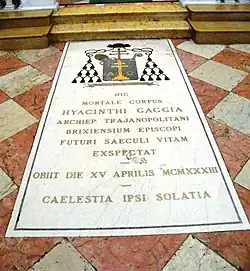 HIC
MORTALE CORPUS
HYACINTHI GAGGIA
ARCHIEP. TRAJANOPOLITANI
BRIXIENSIUM EPISCOPI
FUTURI SAECULI VITAM
EXSPECTAT
OBIIT DIE XV APRILIS MCMXXXIII
CAELESTIA IPSI SOLATIA